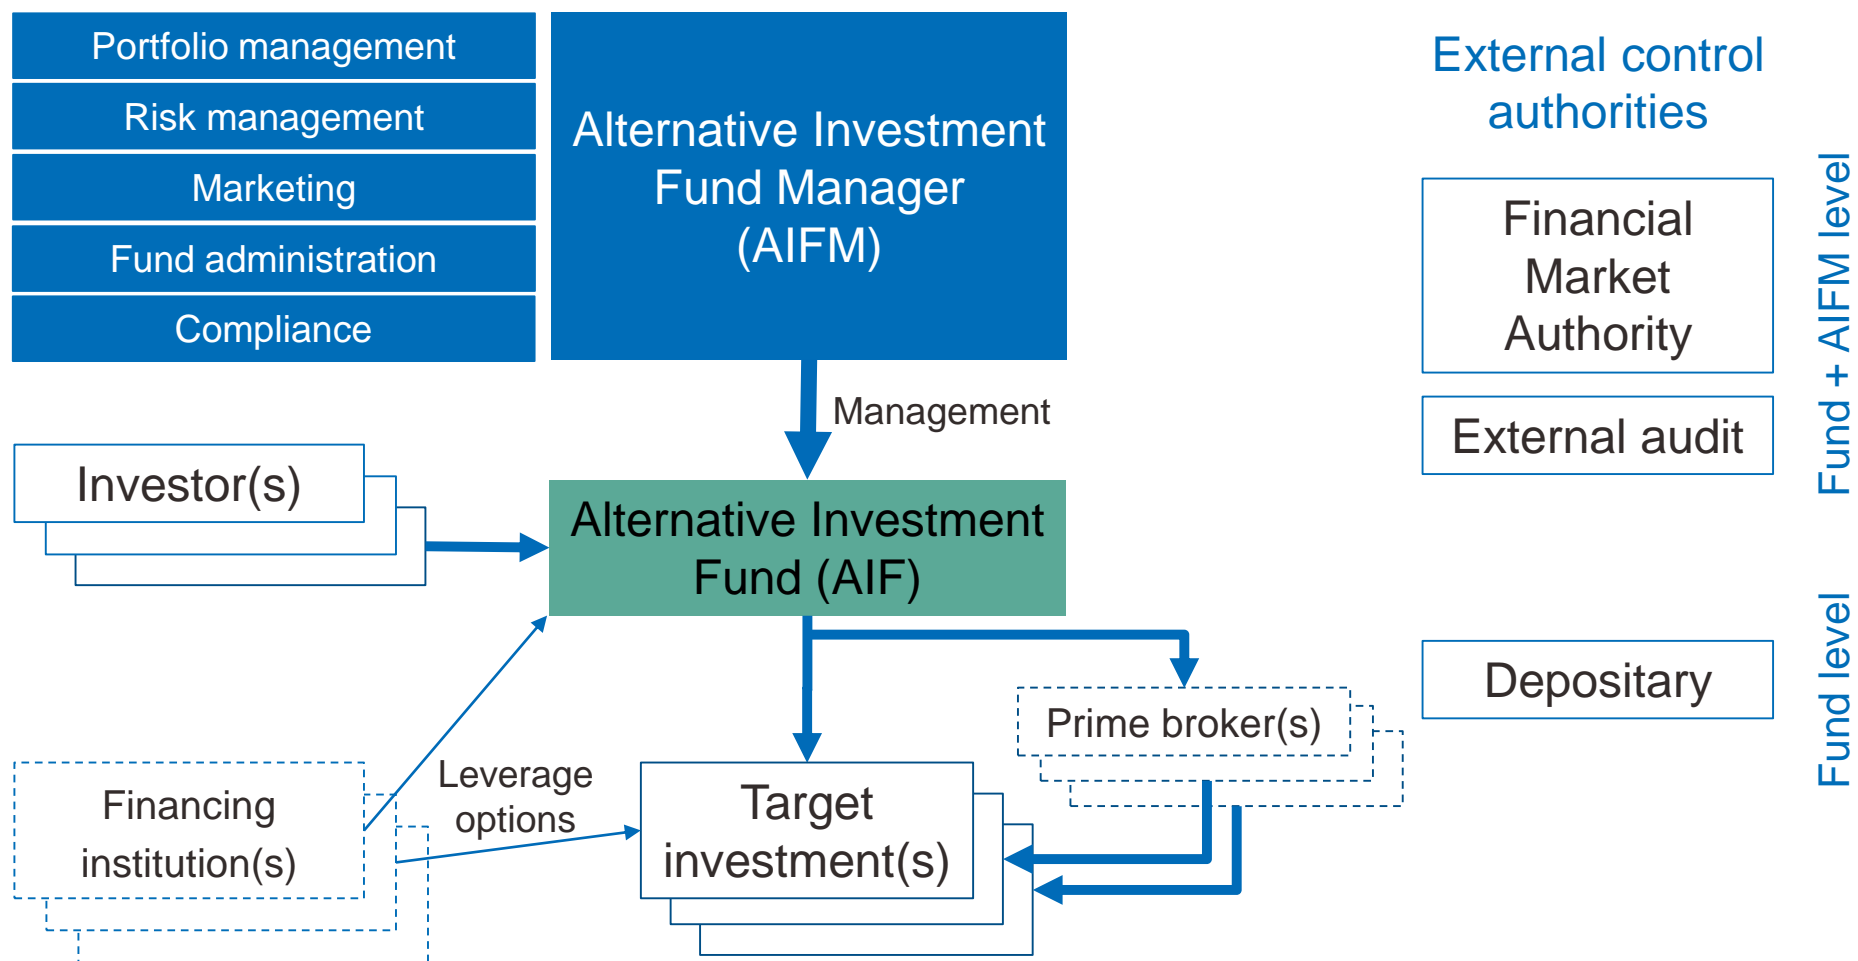 Portfolio management
Risk management
Marketing
Fund administration
Compliance
Alternative Investment
Fund Manager
(AIFM)
Management
Investor(s)
Alternative Investment
Fund (AIF)
Financing
institution(s)
Leverage
options
Target
investment(s)
Prime broker(s)
External control
authorities
Financial
Market
Authority
External audit
Fund + AIFM level
Depositary
Fund level